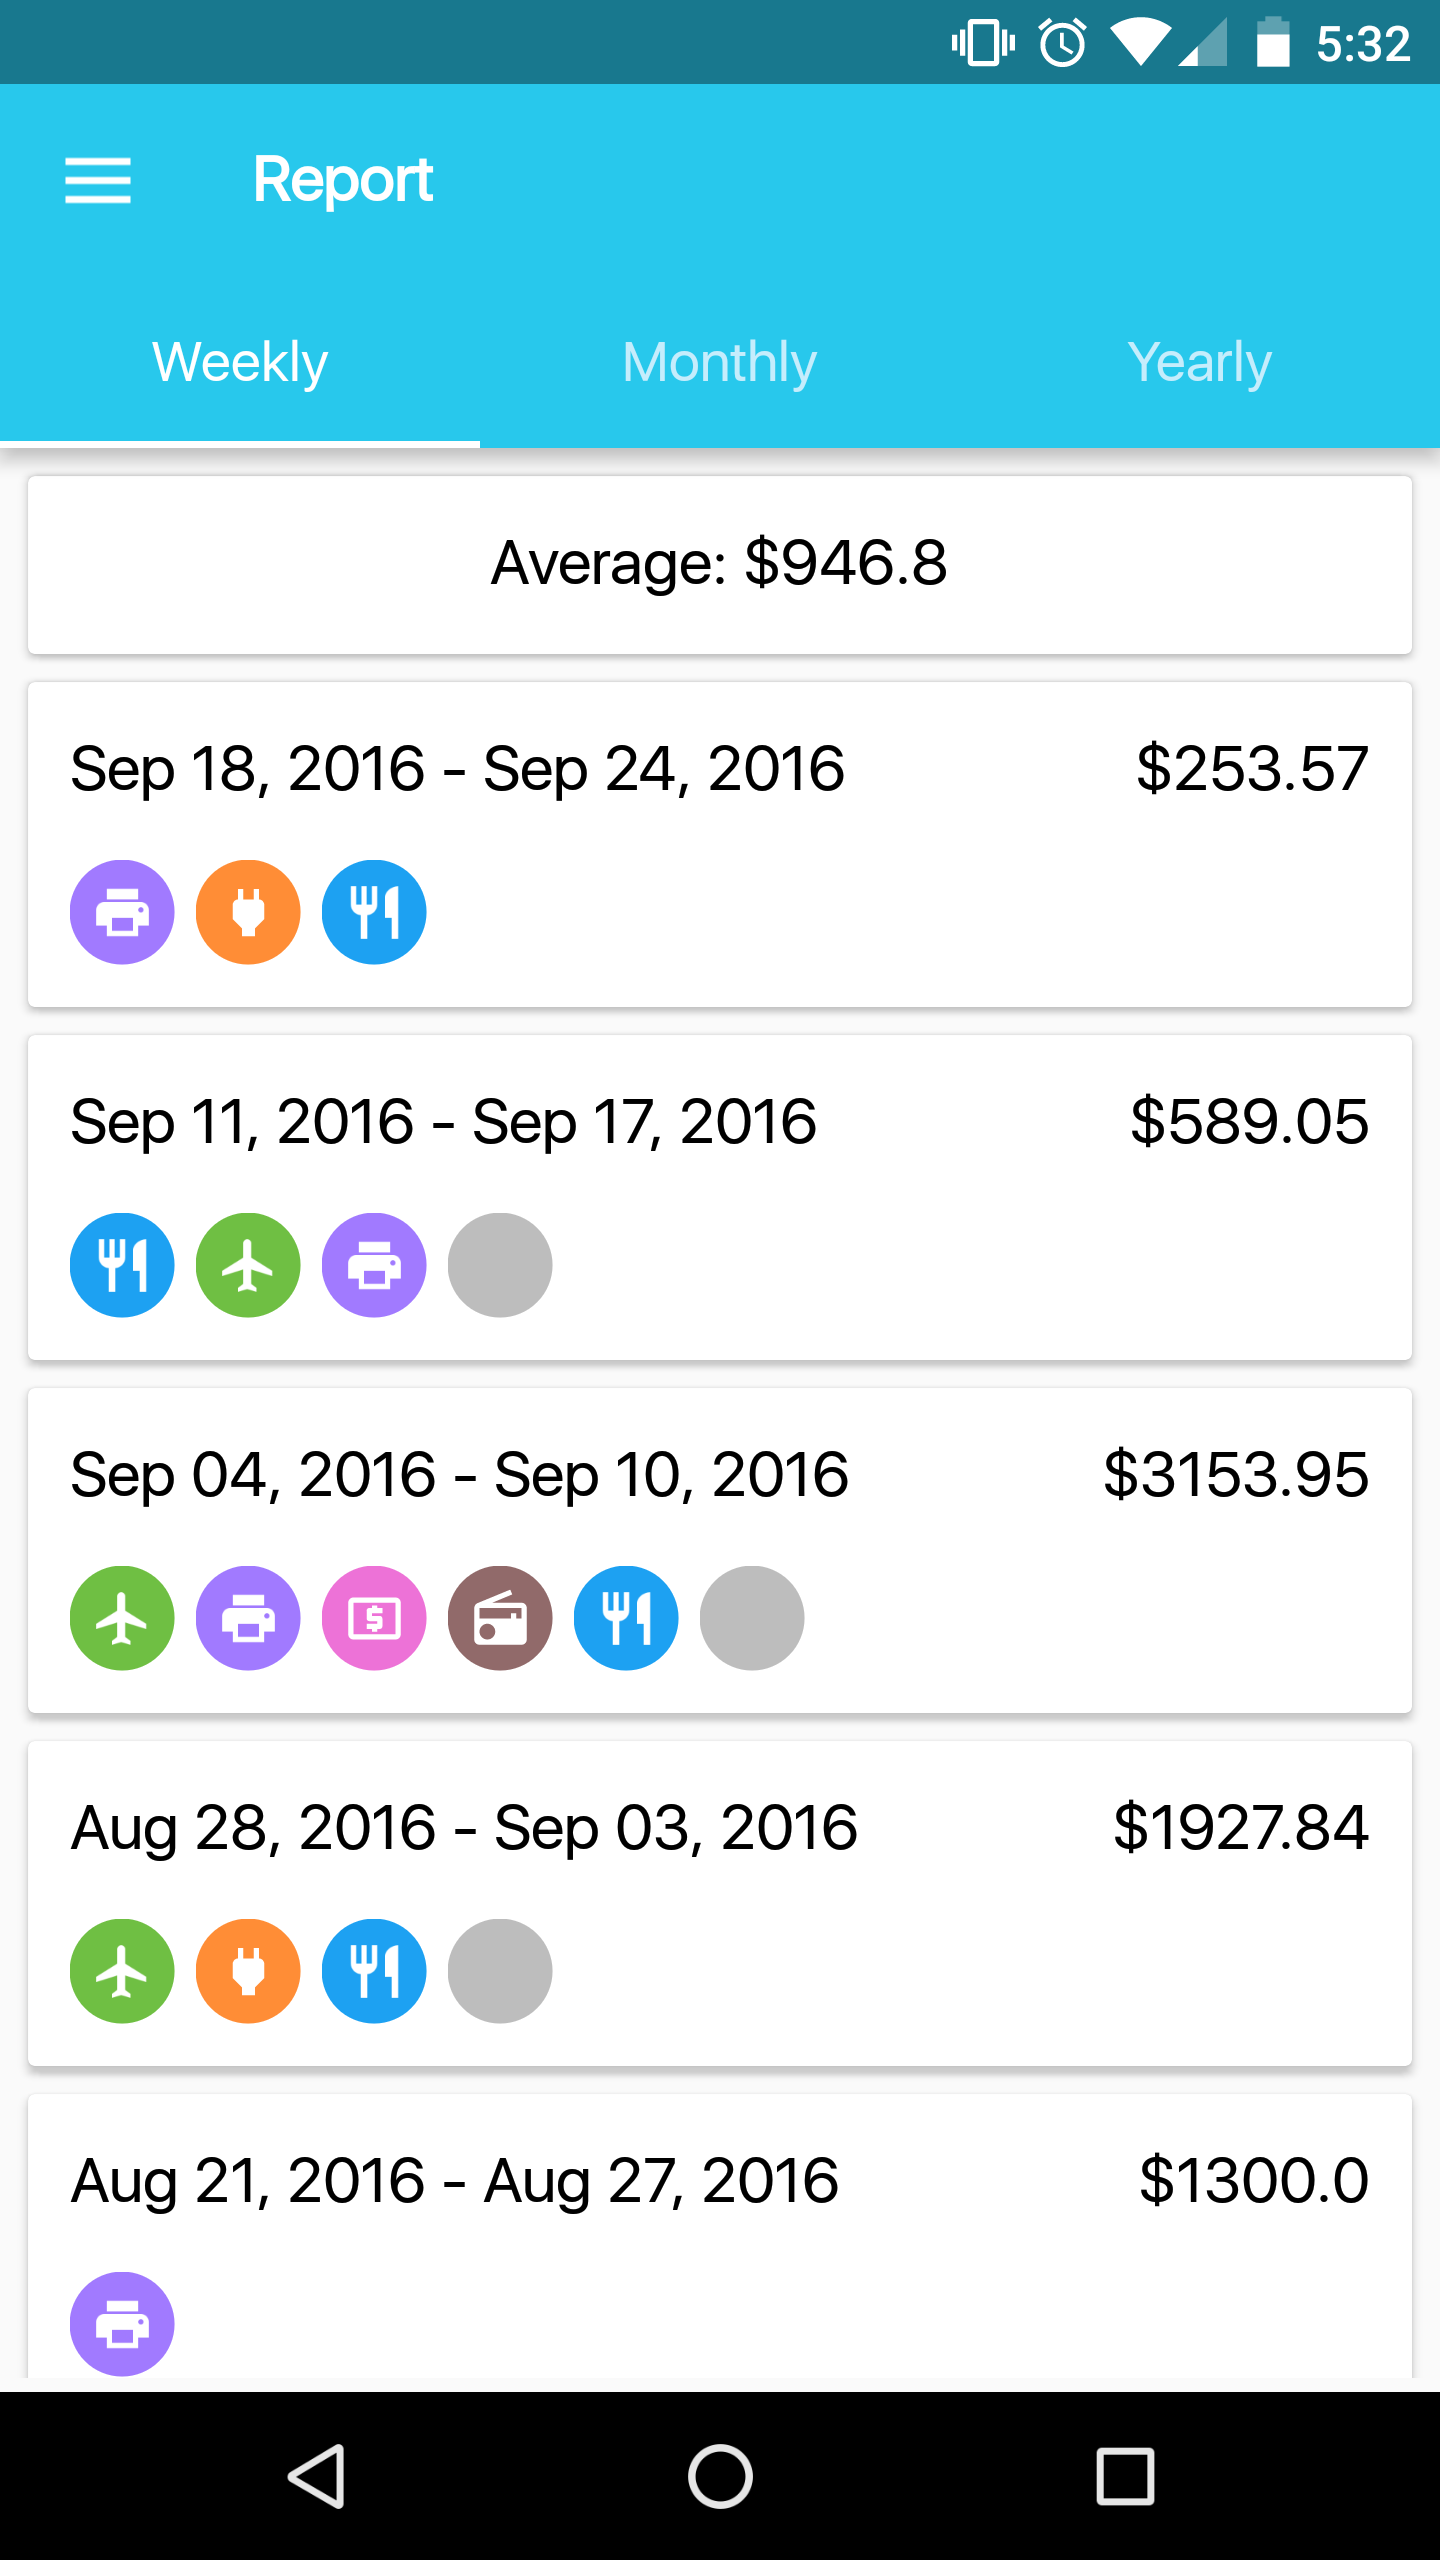 5:32
Report
Weekly Monthly Yearly
Average: $946.8
Sep 18, 2016 - Sep 24, 2016 $253.57
Sep 11, 2016 - Sep 17, 2016 $589.05
Sep 04, 2016 - Sep 10, 2016 $3153.95
Aug 28, 2016 - Sep 03, 2016 $1927.84
Aug 21, 2016 - Aug 27, 2016 $1300.0